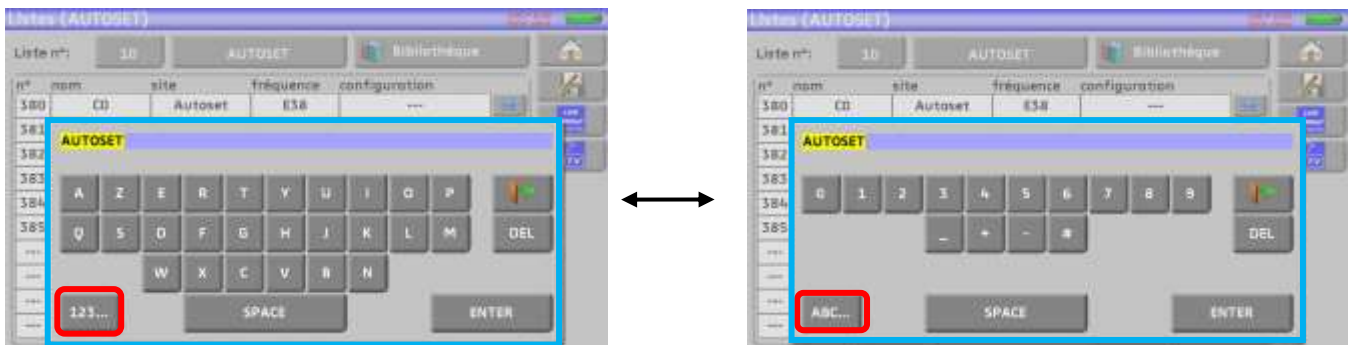 Listes (AUTOSET)
Liste n°: 10 AUTOSET Bibliothèque
n° nom site fréquence configuration
380 Autoset E38 ---
381
AUTOSET
382
383
A Z E R T Y U I O P
384
385
Q S D F G H J K L M DEL
---
W X C V B N
---
---
123... SPACE ENTER
---
Listes (AUTOSET)
Liste n°: 10 AUTOSET Bibliothèque
n° nom site fréquence configuration
380 Autoset E38 ---
381
AUTOSET
382
TV
383
0 1 2 3 4 5 6 7 8 9
384
385
_ + - # DEL
---
---
---
ABC... SPACE ENTER
---